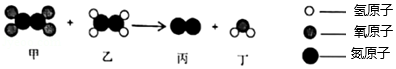 甲 + 乙 → 丙 + 丁
○—— 氢原子
—— 氧原子
●—— 氮原子